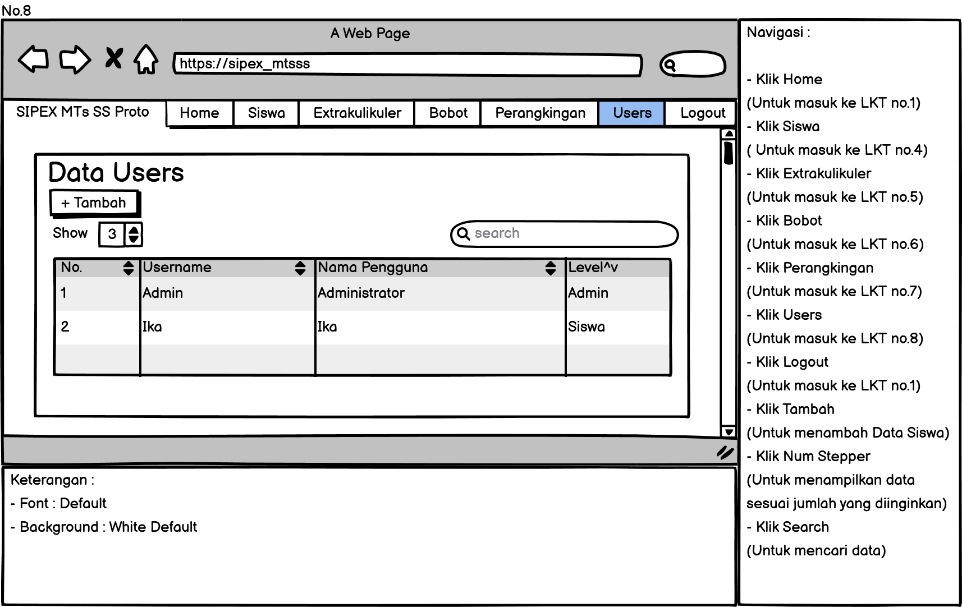 No.8
A Web Page
https://sipex_mtsss
SIPEX MTs SS Proto Home Siswa Extrakulikuler Bobot Perangkingan Users Logout
Data Users
+ Tambah
Show 3 search
No. Username Nama Pengguna Level^v
1 Admin Administrator Admin
2 Ika Ika Siswa
Keterangan :
- Font : Default
- Background : White Default
Navigasi :
- Klik Home
(Untuk masuk ke LKT no.1)
- Klik Siswa
( Untuk masuk ke LKT no.4)
- Klik Extrakulikuler
(Untuk masuk ke LKT no.5)
- Klik Bobot
(Untuk masuk ke LKT no.6)
- Klik Perangkingan
(Untuk masuk ke LKT no.7)
- Klik Users
(Untuk masuk ke LKT no.8)
- Klik Logout
(Untuk masuk ke LKT no.1)
- Klik Tambah
(Untuk menambah Data Siswa)
- Klik Num Stepper
(Untuk menampilkan data
sesuai jumlah yang diinginkan)
- Klik Search
(Untuk mencari data)